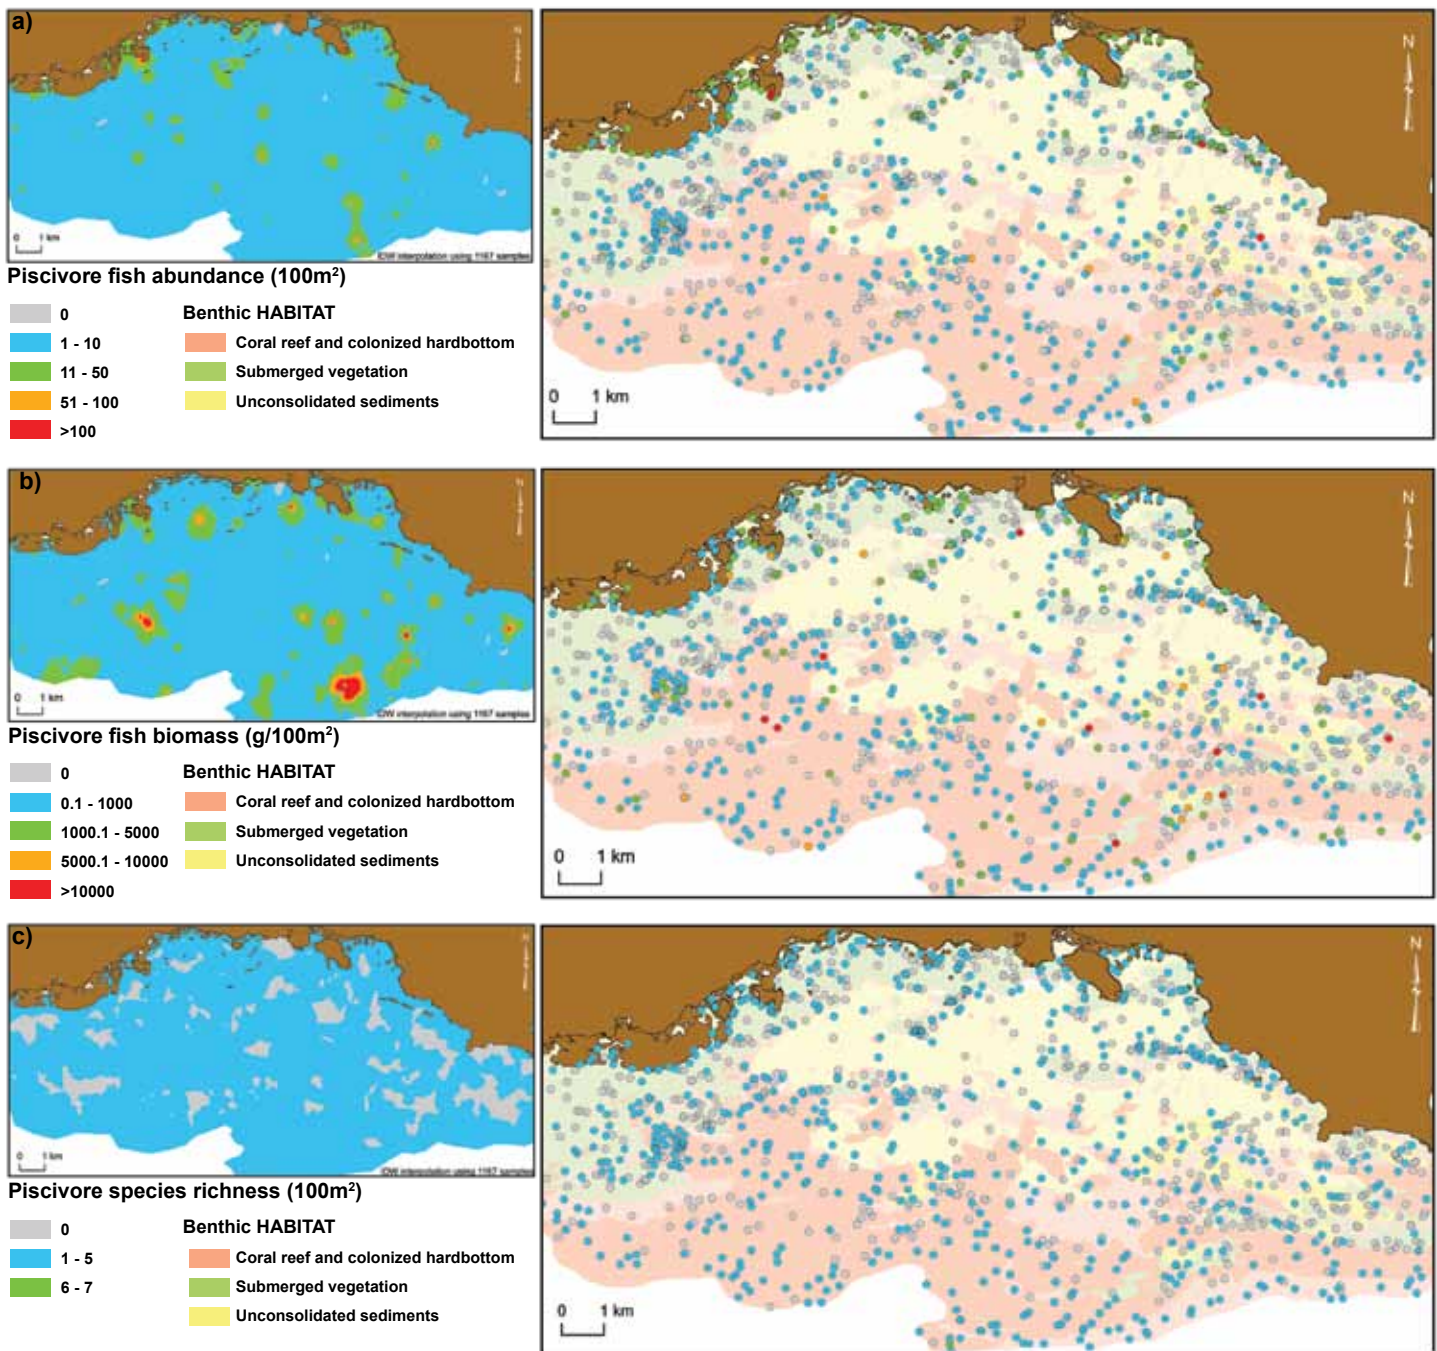 a)
N
0 1 km
IDW interpolation using 1167 samples
N
0 1 km
Piscivore fish abundance (100m²)
0
Benthic HABITAT
1 - 10
Coral reef and colonized hardbottom
11 - 50
Submerged vegetation
51 - 100
Unconsolidated sediments
>100
b)
N
0 1 km
IDW interpolation using 1167 samples
N
0 1 km
Piscivore fish biomass (g/100m²)
0
Benthic HABITAT
0.1 - 1000
Coral reef and colonized hardbottom
1000.1 - 5000
Submerged vegetation
5000.1 - 10000
Unconsolidated sediments
>10000
c)
N
0 1 km
IDW interpolation using 1167 samples
N
0 1 km
Piscivore species richness (100m²)
0
Benthic HABITAT
1 - 5
Coral reef and colonized hardbottom
6 - 7
Submerged vegetation
Unconsolidated sediments